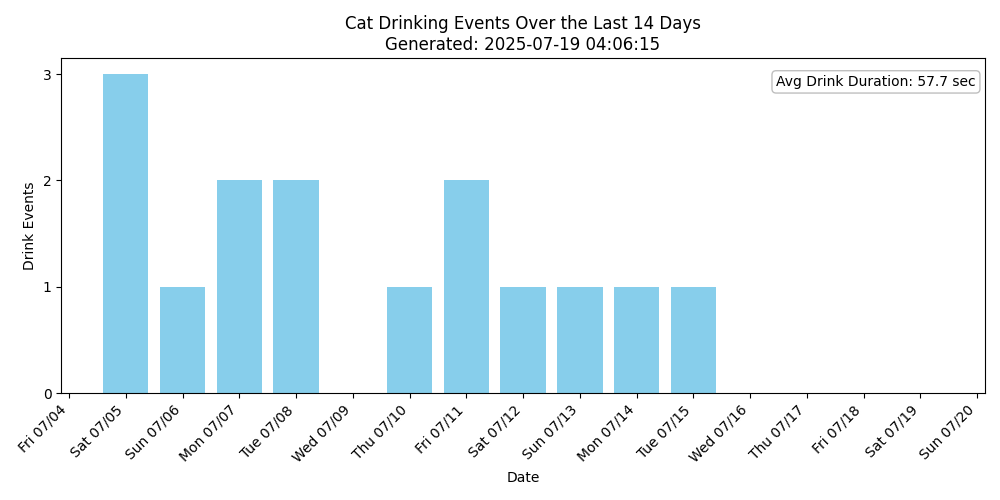 Cat Drinking Events Over the Last 14 Days
Generated: 2025-07-19 04:06:15
Avg Drink Duration: 57.7 sec
Drink Events
3
2
1
0
Fri 07/04
Sat 07/05
Sun 07/06
Mon 07/07
Tue 07/08
Wed 07/09
Thu 07/10
Fri 07/11
Sat 07/12
Sun 07/13
Mon 07/14
Tue 07/15
Wed 07/16
Thu 07/17
Fri 07/18
Sat 07/19
Sun 07/20
Date